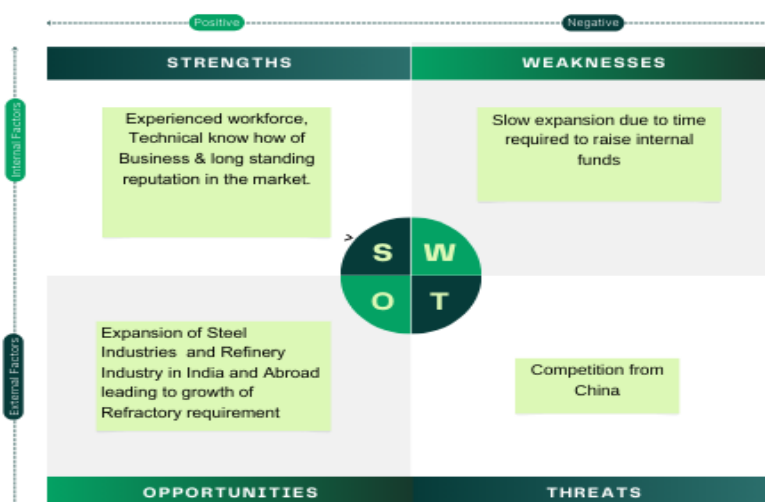 Positive
Negative
STRENGTHS
WEAKNESSES
Internal Factors
Experienced workforce,
Technical know how of
Business & long standing
reputation in the market.
Slow expansion due to time
required to raise internal
funds
S
W
O
T
External Factors
Expansion of Steel
Industries and Refinery
Industry in India and Abroad
leading to growth of
Refractory requirement
Competition from
China
OPPORTUNITIES
THREATS